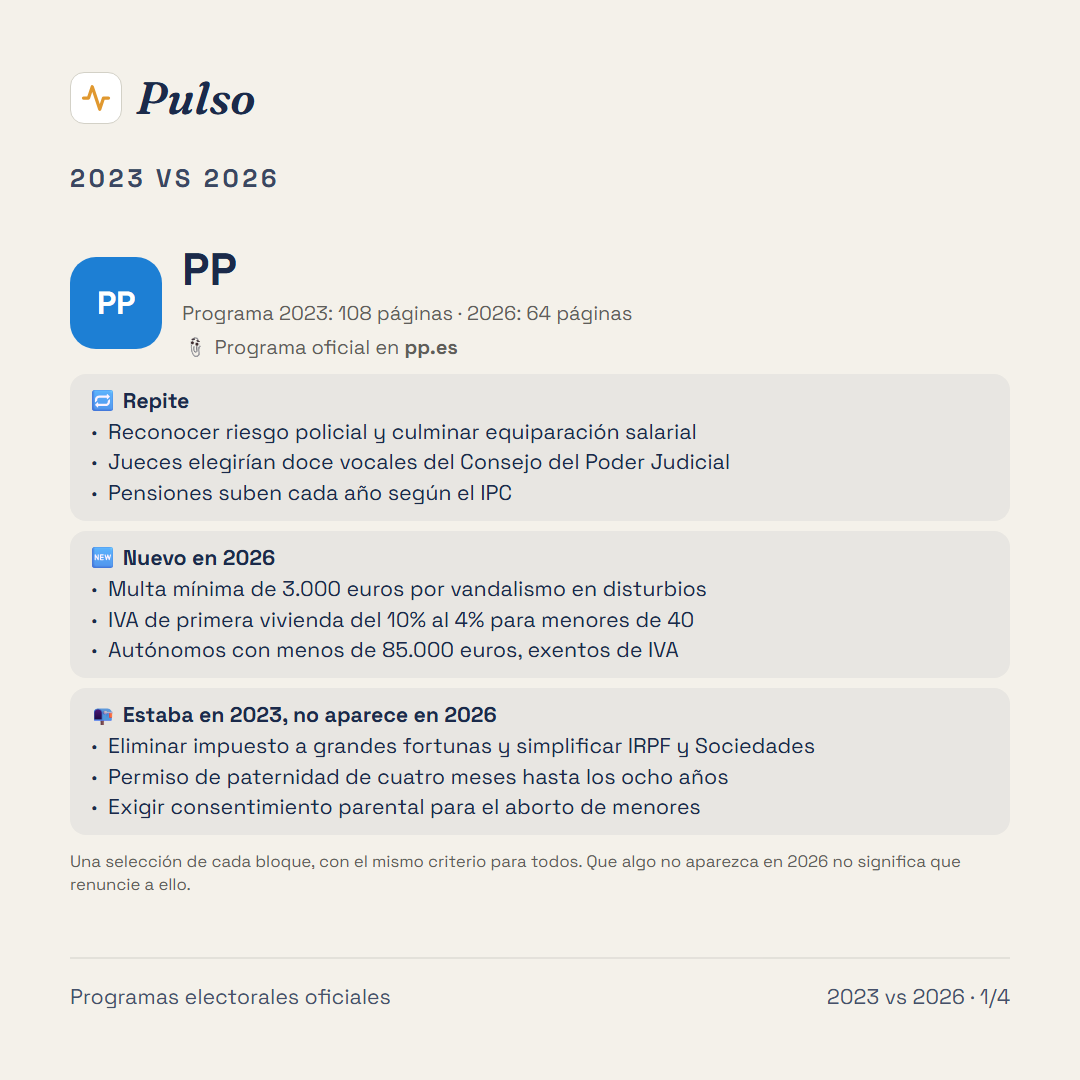 Pulso
2023 VS 2026
PP
PP
Programa 2023: 108 páginas · 2026: 64 páginas
Programa oficial en pp.es
Repite
• Reconocer riesgo policial y culminar equiparación salarial
• Jueces elegirían doce vocales del Consejo del Poder Judicial
• Pensiones suben cada año según el IPC
NEW Nuevo en 2026
• Multa mínima de 3.000 euros por vandalismo en disturbios
• IVA de primera vivienda del 10% al 4% para menores de 40
• Autónomos con menos de 85.000 euros, exentos de IVA
Estaba en 2023, no aparece en 2026
• Eliminar impuesto a grandes fortunas y simplificar IRPF y Sociedades
• Permiso de paternidad de cuatro meses hasta los ocho años
• Exigir consentimiento parental para el aborto de menores
Una selección de cada bloque, con el mismo criterio para todos. Que algo no aparezca en 2026 no significa que
renuncie a ello.
Programas electorales oficiales
2023 vs 2026 · 1/4